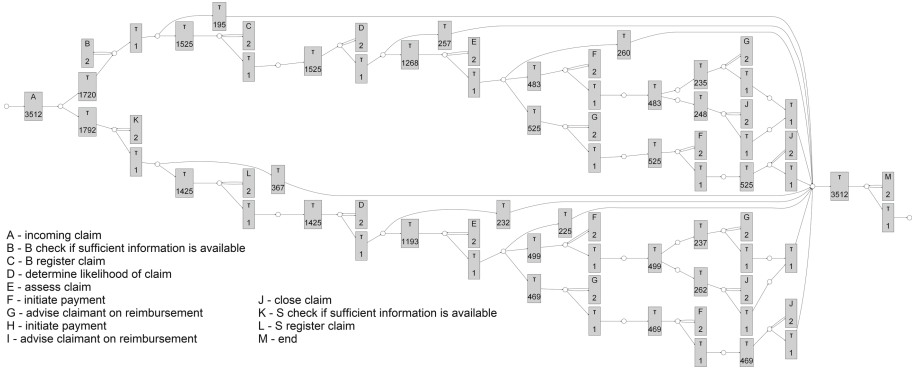 A
3512
T
1720
T
1792
B
2
T
1
T
1525
T
195
C
2
T
1
T
1525
D
2
T
1
T
1268
T
257
E
2
T
1
T
483
T
525
T
260
F
2
T
1
G
2
T
1
T
483
T
525
T
235
T
248
G
2
T
1
J
2
T
1
F
2
T
1
T
525
T
1
J
2
T
1
K
2
T
1
T
1425
T
367
L
2
T
1
T
1425
D
2
T
1
T
1193
T
232
E
2
T
1
T
499
T
469
T
225
F
2
T
1
G
2
T
1
T
499
T
469
T
237
T
262
G
2
T
1
J
2
T
1
F
2
T
1
T
469
T
1
J
2
T
1
T
3512
M
2
T
1
A - incoming claim
B - B check if sufficient information is available
C - B register claim
D - determine likelihood of claim
E - assess claim
F - initiate payment
G - advise claimant on reimbursement
H - initiate payment
I - advise claimant on reimbursement
J - close claim
K - S check if sufficient information is available
L - S register claim
M - end